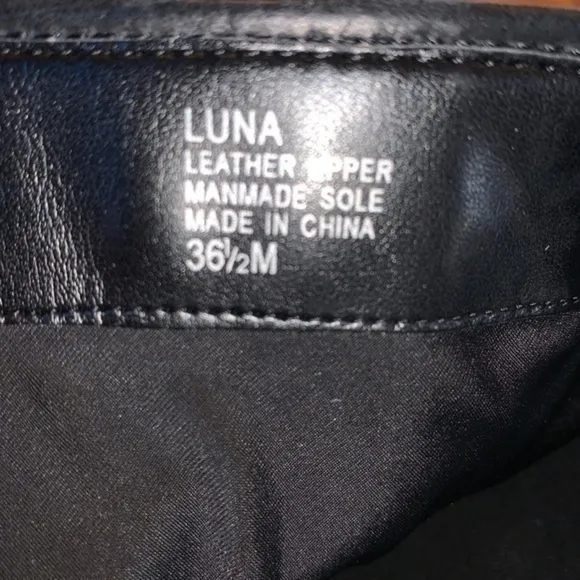 LUNA
LEATHER UPPER
MANMADE SOLE
MADE IN CHINA
36½M